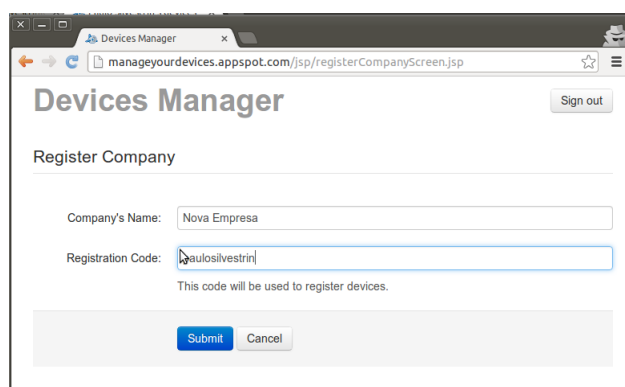 Devices Manager
manageyourdevices.appspot.com/jsp/registerCompanyScreen.jsp
Devices Manager
Sign out
Register Company
Company's Name:
Nova Empresa
Registration Code:
This code will be used to register devices.
Submit
Cancel